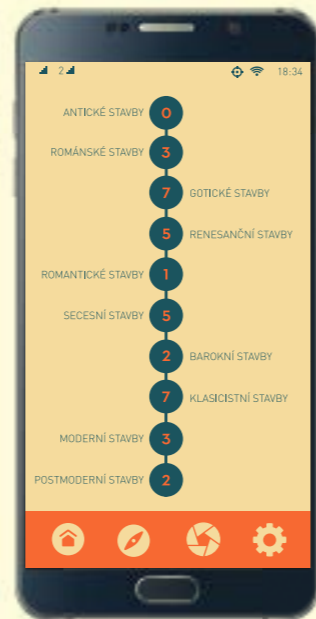 2 18:34
ANTICKÉ STAVBY 0
ROMÁNSKÉ STAVBY 3
7 GOTICKÉ STAVBY
5 RENESANČNÍ STAVBY
ROMANTICKÉ STAVBY 1
SECESNÍ STAVBY 5
2 BAROKNÍ STAVBY
7 KLASICISTNÍ STAVBY
MODERNÍ STAVBY 3
POSTMODERNÍ STAVBY 2